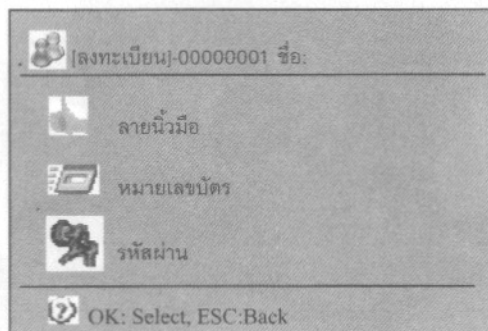 [ลงทะเบียน]-00000001 ชื่อ:
ลายนิ้วมือ
หมายเลขบัตร
รหัสผ่าน
(?) OK: Select, ESC:Back